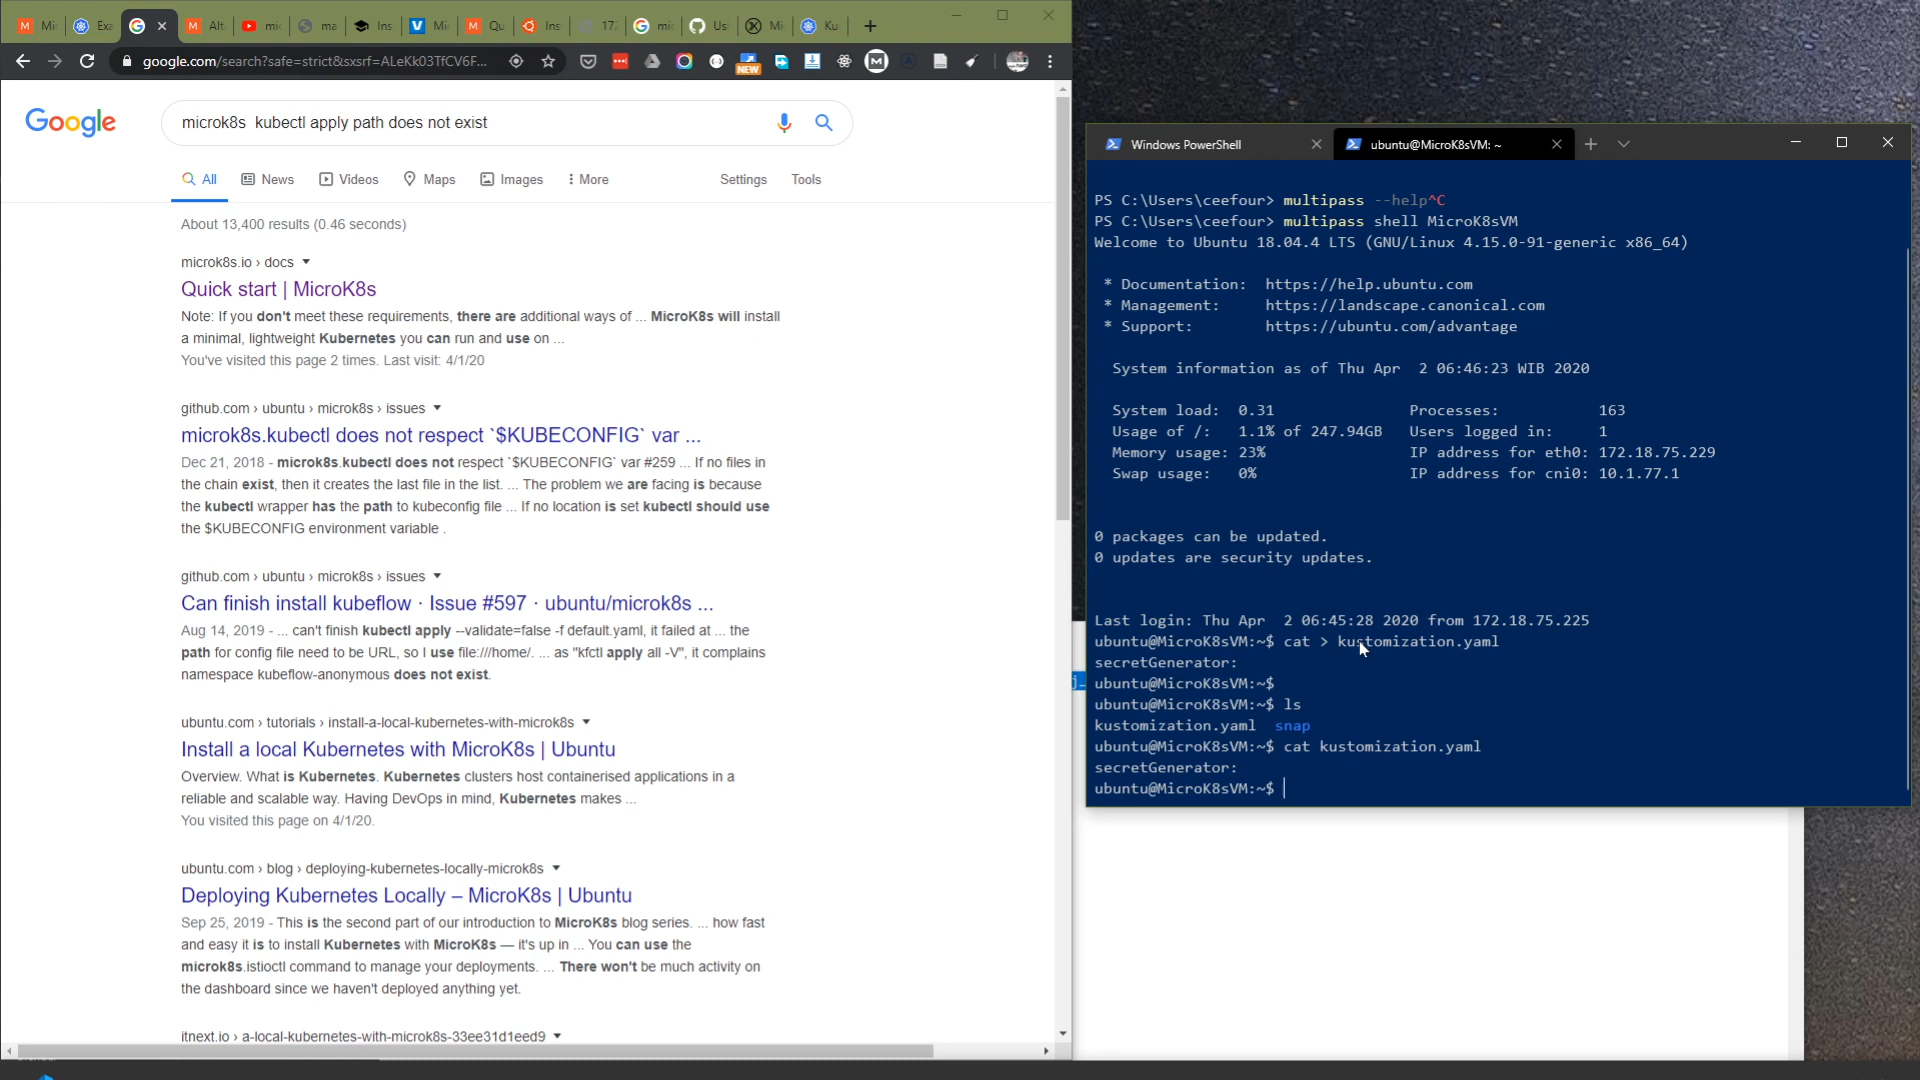 Mi
Exa
Alt
mic
ma
Ins
Mi
Qu
Ins
172
mic
Us
Mi
Ku
google.com/search?safe=strict&sxsrf=ALeKk03TfCV6F...
NEW
Google
microk8s kubectl apply path does not exist
All News Videos Maps Images More Settings Tools
About 13,400 results (0.46 seconds)
microk8s.io › docs
Quick start | MicroK8s
Note: If you don't meet these requirements, there are additional ways of ... MicroK8s will install
a minimal, lightweight Kubernetes you can run and use on ...
You've visited this page 2 times. Last visit: 4/1/20
github.com › ubuntu › microk8s › issues
microk8s.kubectl does not respect `$KUBECONFIG` var ...
Dec 21, 2018 - microk8s.kubectl does not respect `$KUBECONFIG` var #259 ... If no files in
the chain exist, then it creates the last file in the list. ... The problem we are facing is because
the kubectl wrapper has the path to kubeconfig file ... If no location is set kubectl should use
the $KUBECONFIG environment variable .
github.com › ubuntu › microk8s › issues
Can finish install kubeflow · Issue #597 · ubuntu/microk8s ...
Aug 14, 2019 - ... can't finish kubectl apply --validate=false -f default.yaml, it failed at ... the
path for config file need to be URL, so I use file:///home/. ... as "kfctl apply all -V", it complains
namespace kubeflow-anonymous does not exist.
ubuntu.com › tutorials › install-a-local-kubernetes-with-microk8s
Install a local Kubernetes with MicroK8s | Ubuntu
Overview. What is Kubernetes. Kubernetes clusters host containerised applications in a
reliable and scalable way. Having DevOps in mind, Kubernetes makes ...
You visited this page on 4/1/20.
ubuntu.com › blog › deploying-kubernetes-locally-microk8s
Deploying Kubernetes Locally – MicroK8s | Ubuntu
Sep 25, 2019 - This is the second part of our introduction to MicroK8s blog series. ... how fast
and easy it is to install Kubernetes with MicroK8s — it's up in ... You can use the
microk8s.istioctl command to manage your deployments. ... There won't be much activity on
the dashboard since we haven't deployed anything yet.
itnext.io › a-local-kubernetes-with-microk8s-33ee31d1eed9
Windows PowerShell
ubuntu@MicroK8sVM: ~
PS C:\Users\ceefour> multipass --help^C
PS C:\Users\ceefour> multipass shell MicroK8sVM
Welcome to Ubuntu 18.04.4 LTS (GNU/Linux 4.15.0-91-generic x86_64)
* Documentation: https://help.ubuntu.com
* Management: https://landscape.canonical.com
* Support: https://ubuntu.com/advantage
System information as of Thu Apr 2 06:46:23 WIB 2020
System load: 0.31 Processes: 163
Usage of /: 1.1% of 247.94GB Users logged in: 1
Memory usage: 23% IP address for eth0: 172.18.75.229
Swap usage: 0% IP address for cni0: 10.1.77.1
0 packages can be updated.
0 updates are security updates.
Last login: Thu Apr 2 06:45:28 2020 from 172.18.75.225
ubuntu@MicroK8sVM:~$ cat > kustomization.yaml
secretGenerator:
ubuntu@MicroK8sVM:~$
ubuntu@MicroK8sVM:~$ ls
kustomization.yaml snap
ubuntu@MicroK8sVM:~$ cat kustomization.yaml
secretGenerator:
ubuntu@MicroK8sVM:~$